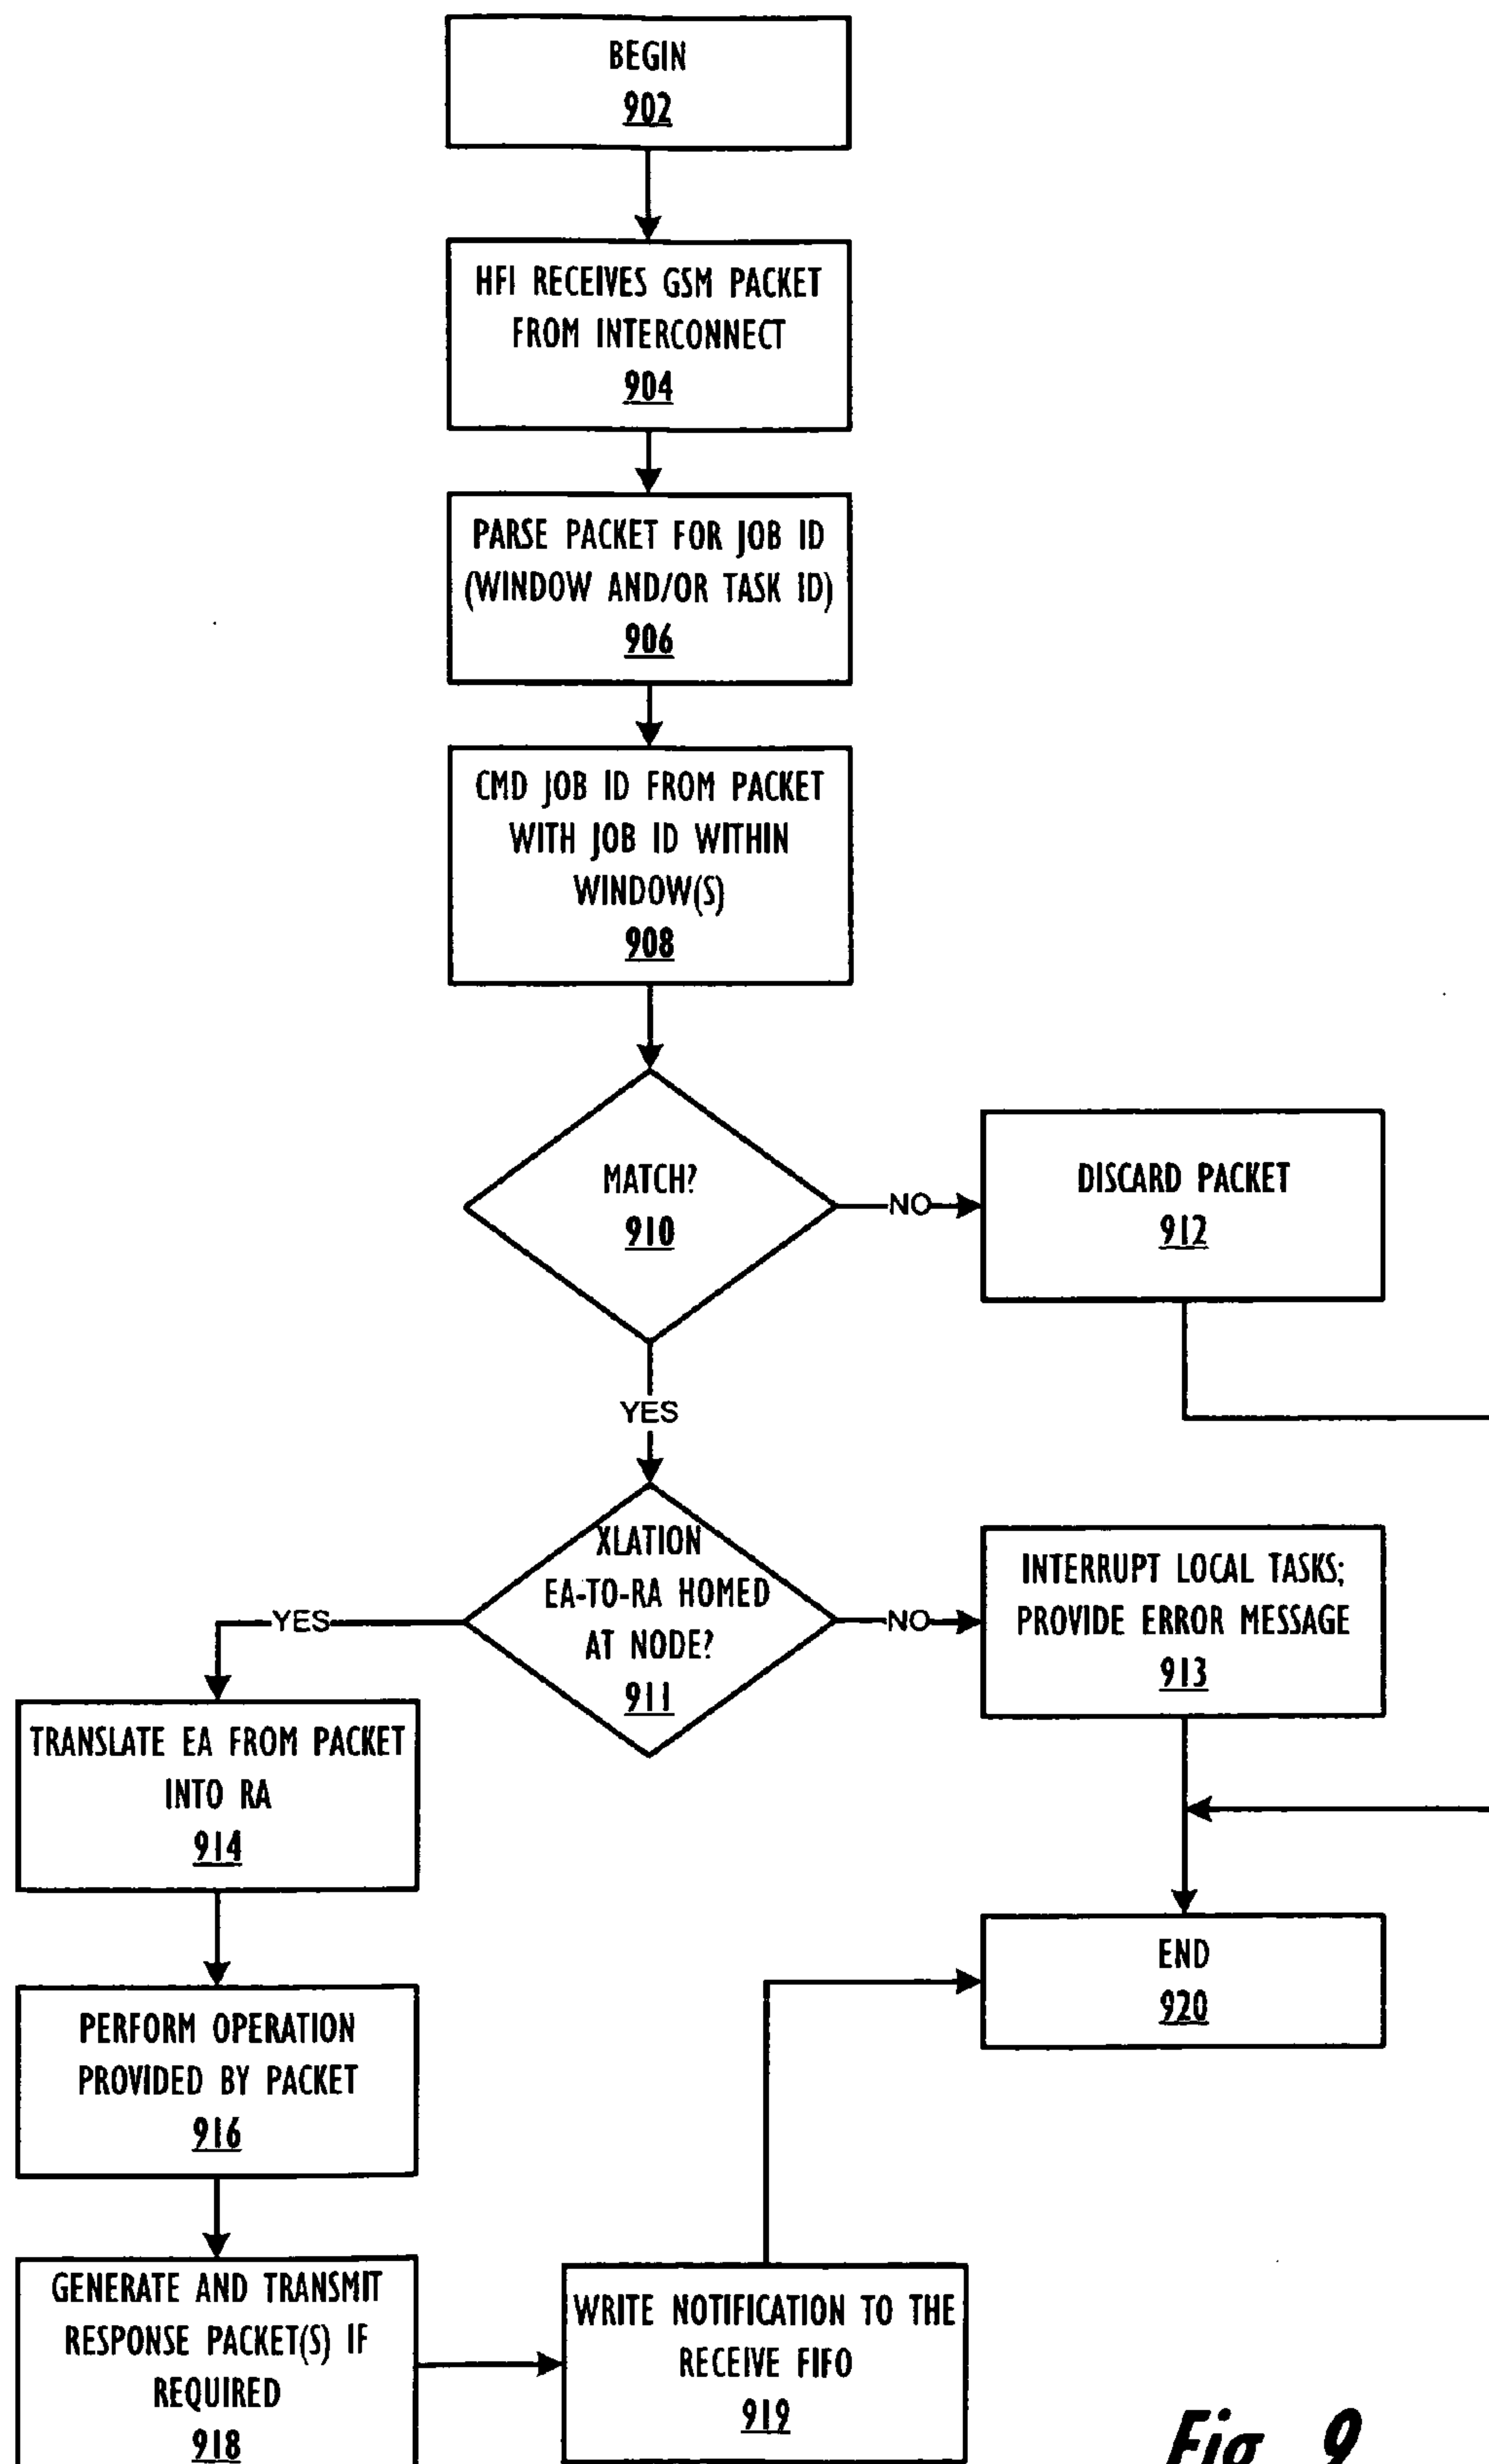 BEGIN
902
HFI RECEIVES GSM PACKET
FROM INTERCONNECT
904
PARSE PACKET FOR JOB ID
(WINDOW AND/OR TASK ID)
906
CMD JOB ID FROM PACKET
WITH JOB ID WITHIN
WINDOW(S)
908
MATCH?
910
NO
DISCARD PACKET
912
YES
XLATION
EA-TO-RA HOMED
AT NODE?
911
NO
INTERRUPT LOCAL TASKS;
PROVIDE ERROR MESSAGE
913
YES
TRANSLATE EA FROM PACKET
INTO RA
914
END
920
PERFORM OPERATION
PROVIDED BY PACKET
916
GENERATE AND TRANSMIT
RESPONSE PACKET(S) IF
REQUIRED
918
WRITE NOTIFICATION TO THE
RECEIVE FIFO
919
Fig. 9